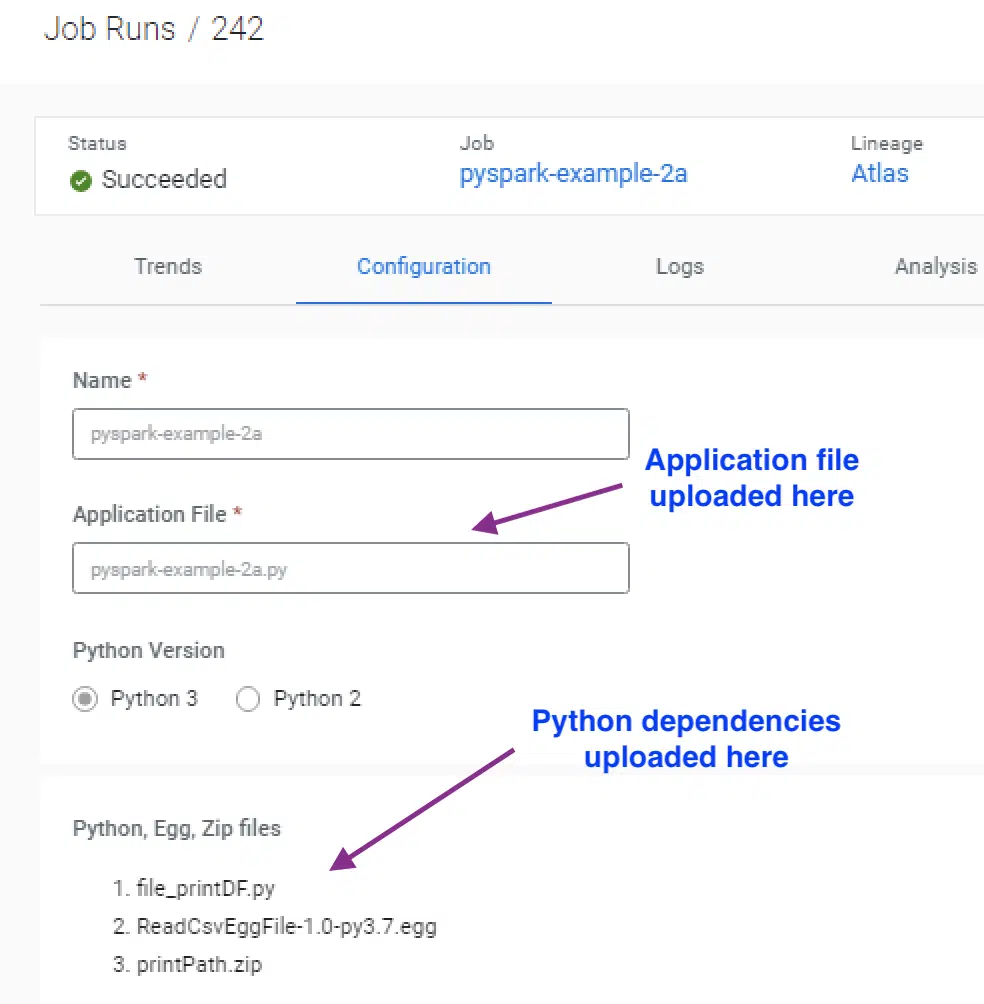 Job Runs / 242
Status
Job
Lineage
Succeeded
pyspark-example-2a
Atlas
Trends
Configuration
Logs
Analysis
Name *
pyspark-example-2a
Application file
uploaded here
Application File *
pyspark-example-2a.py
Python Version
Python 3
Python 2
Python dependencies
uploaded here
Python, Egg, Zip files
1. file_printDF.py
2. ReadCsvEggFile-1.0-py3.7.egg
3. printPath.zip